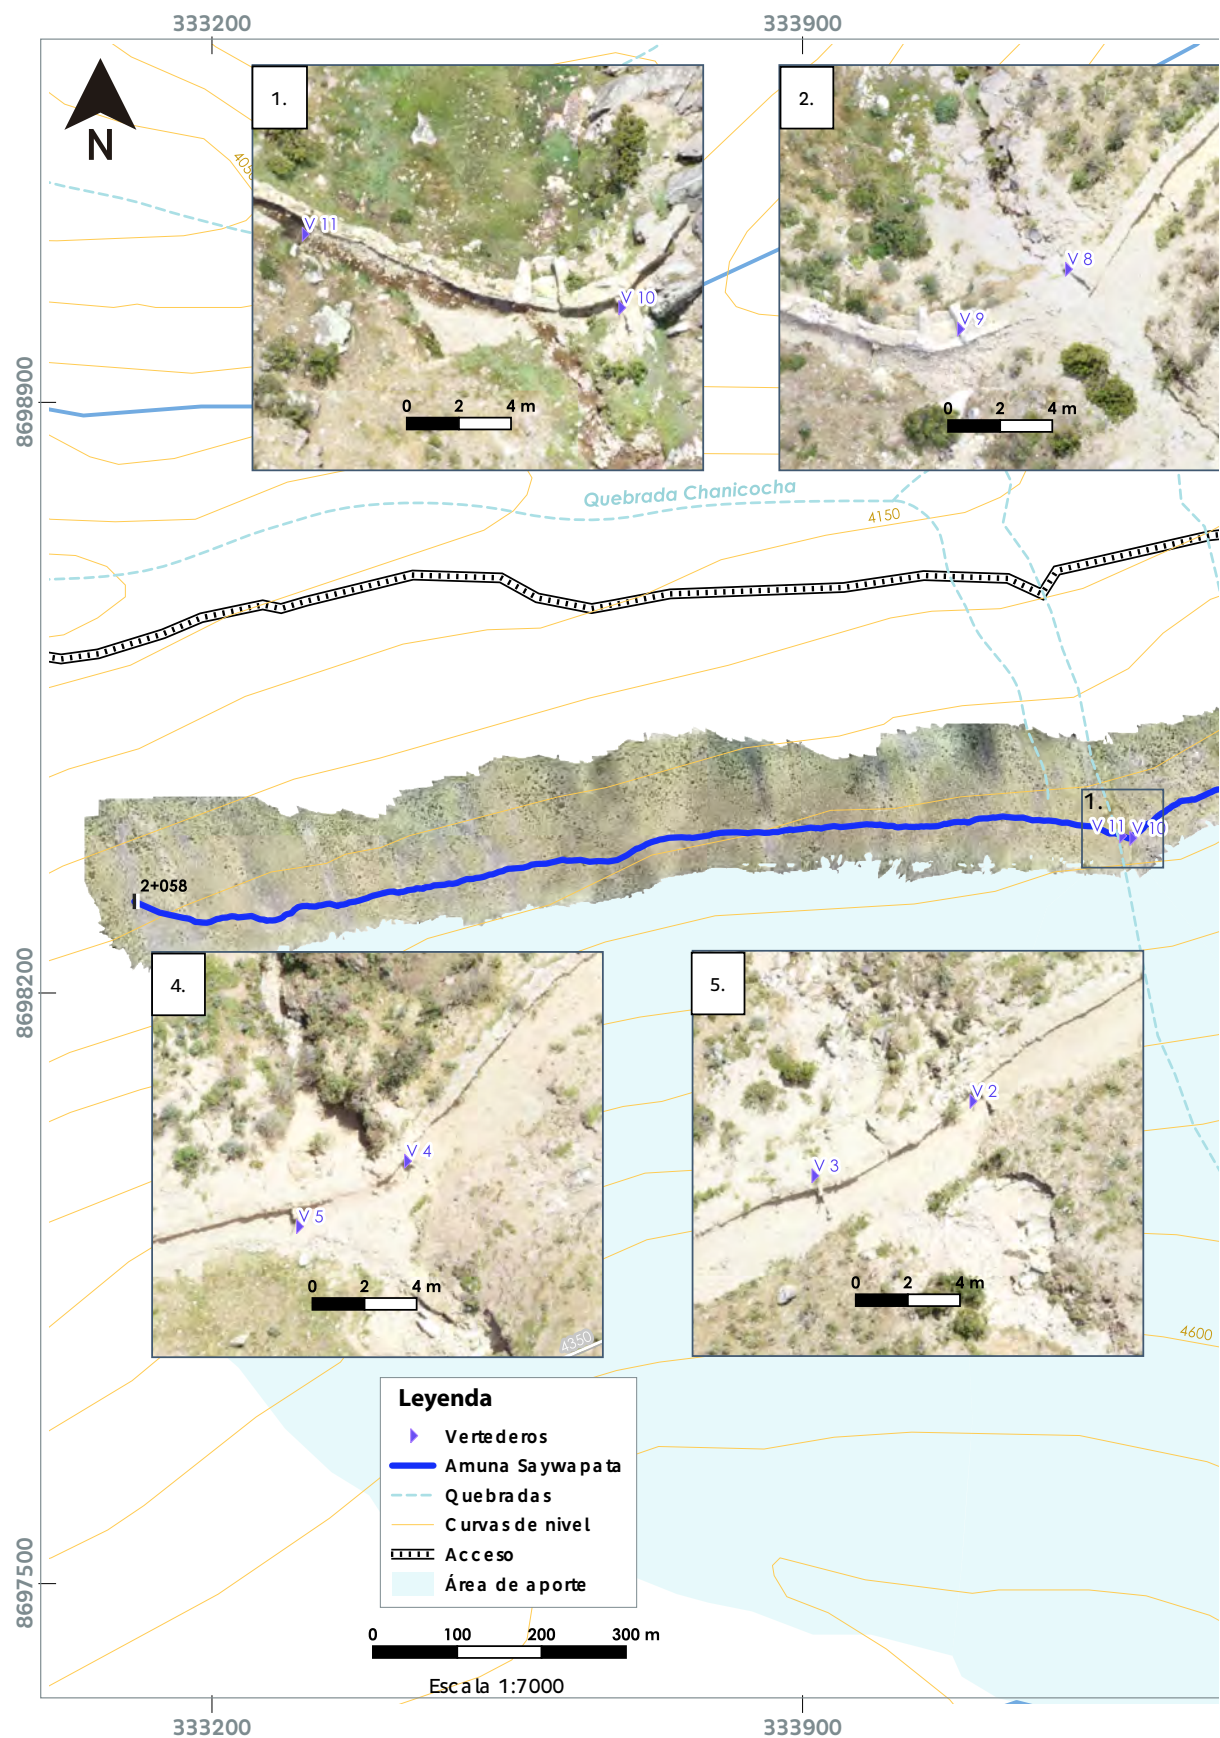 333200
333900
N
1.
2.
4050
V 11
V 10
V 8
V 9
0 2 4 m
0 2 4 m
8698900
Quebrada Chanicocha
4150
1.
V 11 V 10
2+058
8698200
4.
5.
V 4
V 5
V 2
V 3
0 2 4 m
0 2 4 m
4350
4600
Leyenda
Vertederos
Amuna Saywapata
Quebradas
Curvas de nivel
Acceso
Área de aporte
8697500
0 100 200 300 m
Escala 1:7000
333200
333900